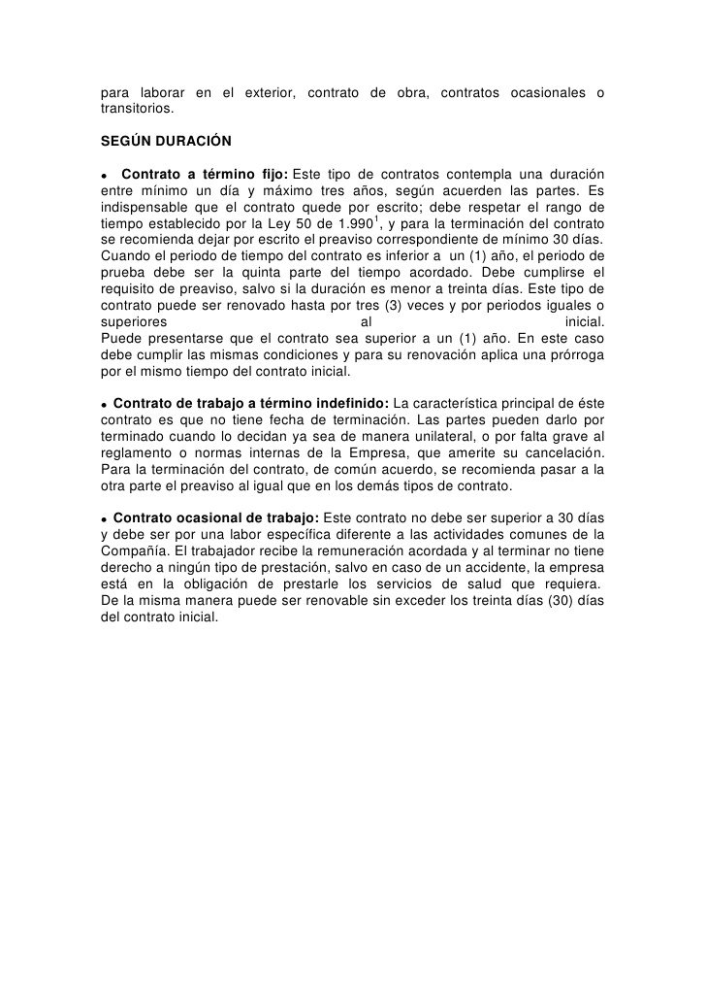 para laborar en el exterior, contrato de obra, contratos ocasionales o
transitorios.
SEGÚN DURACIÓN
• Contrato a término fijo: Este tipo de contratos contempla una duración
entre mínimo un día y máximo tres años, según acuerden las partes. Es
indispensable que el contrato quede por escrito; debe respetar el rango de
tiempo establecido por la Ley 50 de 1.990¹, y para la terminación del contrato
se recomienda dejar por escrito el preaviso correspondiente de mínimo 30 días.
Cuando el periodo de tiempo del contrato es inferior a un (1) año, el periodo de
prueba debe ser la quinta parte del tiempo acordado. Debe cumplirse el
requisito de preaviso, salvo si la duración es menor a treinta días. Este tipo de
contrato puede ser renovado hasta por tres (3) veces y por periodos iguales o
superiores al inicial.
Puede presentarse que el contrato sea superior a un (1) año. En este caso
debe cumplir las mismas condiciones y para su renovación aplica una prórroga
por el mismo tiempo del contrato inicial.
• Contrato de trabajo a término indefinido: La característica principal de éste
contrato es que no tiene fecha de terminación. Las partes pueden darlo por
terminado cuando lo decidan ya sea de manera unilateral, o por falta grave al
reglamento o normas internas de la Empresa, que amerite su cancelación.
Para la terminación del contrato, de común acuerdo, se recomienda pasar a la
otra parte el preaviso al igual que en los demás tipos de contrato.
• Contrato ocasional de trabajo: Este contrato no debe ser superior a 30 días
y debe ser por una labor específica diferente a las actividades comunes de la
Compañía. El trabajador recibe la remuneración acordada y al terminar no tiene
derecho a ningún tipo de prestación, salvo en caso de un accidente, la empresa
está en la obligación de prestarle los servicios de salud que requiera.
De la misma manera puede ser renovable sin exceder los treinta días (30) días
del contrato inicial.